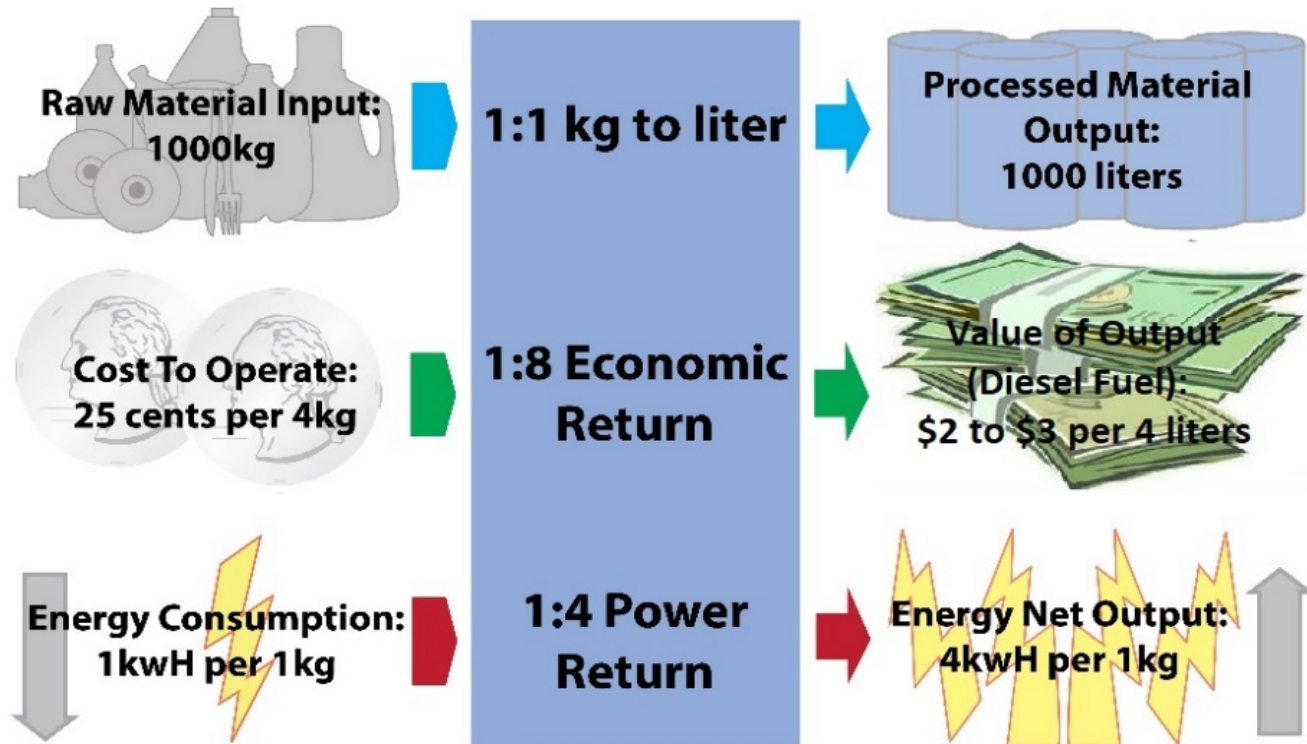 Raw Material Input:
1000kg
1:1 kg to liter
Processed Material
Output:
1000 liters
Cost To Operate:
25 cents per 4kg
1:8 Economic
Return
Value of Output
(Diesel Fuel):
$2 to $3 per 4 liters
Energy Consumption:
1kwH per 1kg
1:4 Power
Return
Energy Net Output:
4kwH per 1kg